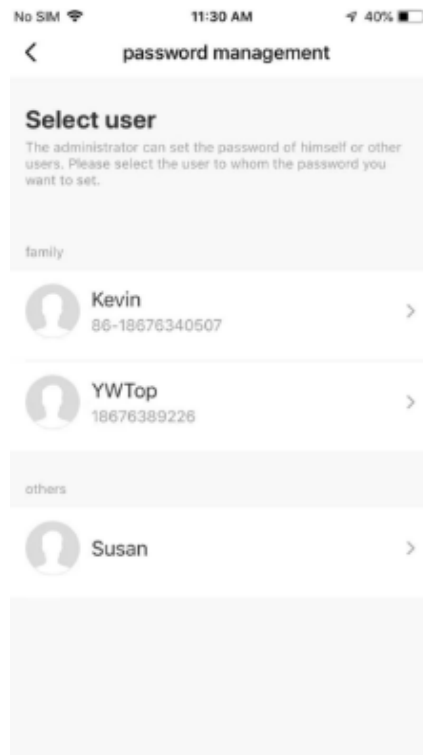 No SIM 11:30 AM 40%
password management
Select user
The administrator can set the password of himself or other
users. Please select the user to whom the password you
want to set.
family
Kevin
86-18676340507
YWTop
18676389226
others
Susan